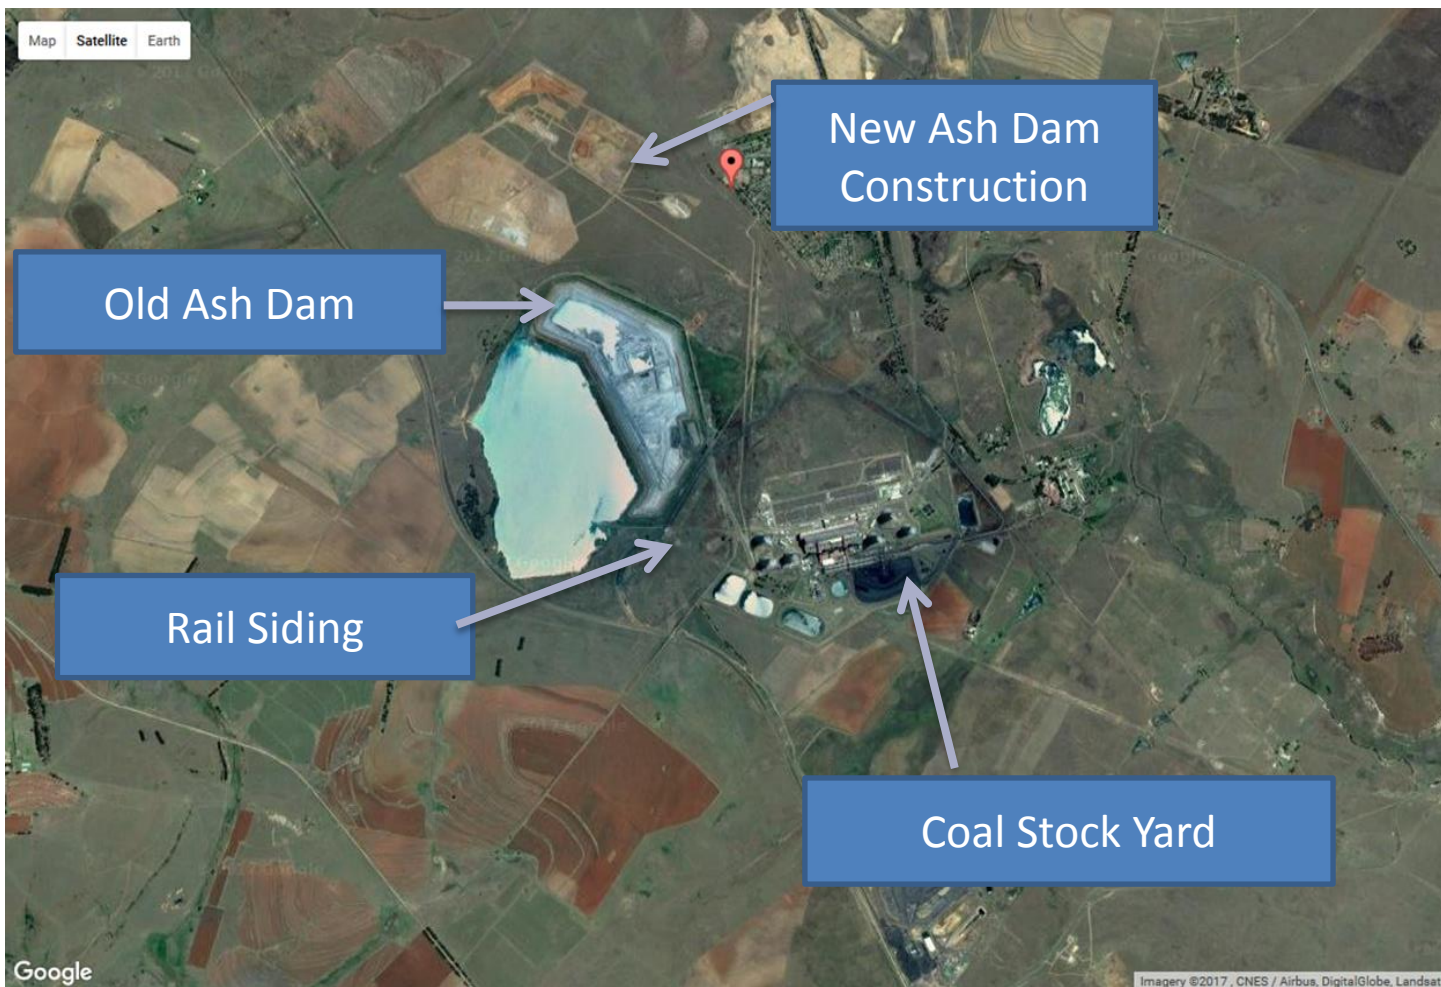 Map Satellite Earth
New Ash Dam
Construction
Old Ash Dam
Rail Siding
Coal Stock Yard
Google
Imagery ©2017 , CNES / Airbus, DigitalGlobe, Landsat